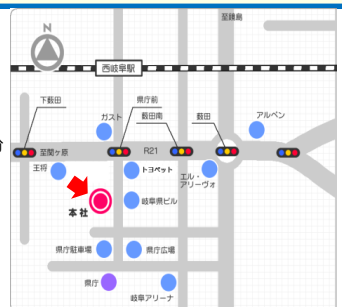 至鏡島
N
西岐阜駅
下薮田
県庁前
薮田南
薮田
アルペン
ガスト
至関ヶ原
R21
王将
トヨペット
エル・
アリーヴォ
本社
岐阜県ビル
県庁駐車場
県庁広場
県庁
岐阜アリーナ